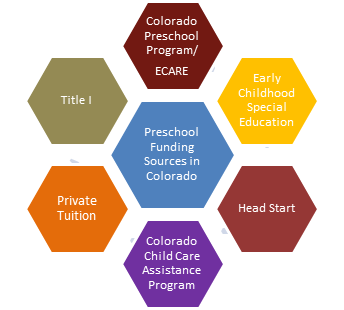 Colorado
Preschool
Program/
ECARE
Title I
Early
Childhood
Special
Education
Preschool
Funding
Sources in
Colorado
Private
Tuition
Head Start
Colorado
Child Care
Assistance
Program